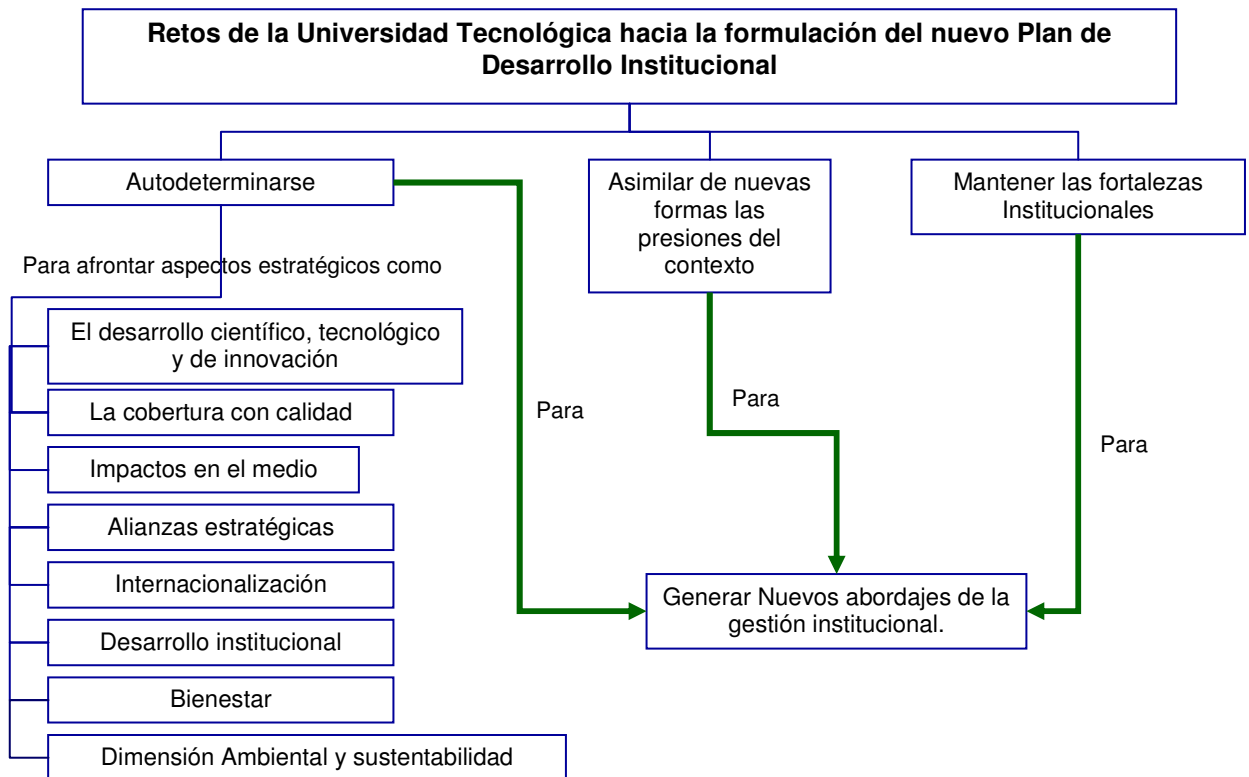 Retos de la Universidad Tecnológica hacia la formulación del nuevo Plan de
Desarrollo Institucional
Autodeterminarse
Asimilar de nuevas
formas las
presiones del
contexto
Mantener las fortalezas
Institucionales
Para afrontar aspectos estratégicos como
El desarrollo científico, tecnológico
y de innovación
La cobertura con calidad
Impactos en el medio
Alianzas estratégicas
Internacionalización
Desarrollo institucional
Bienestar
Dimensión Ambiental y sustentabilidad
Para
Para
Para
Generar Nuevos abordajes de la
gestión institucional.